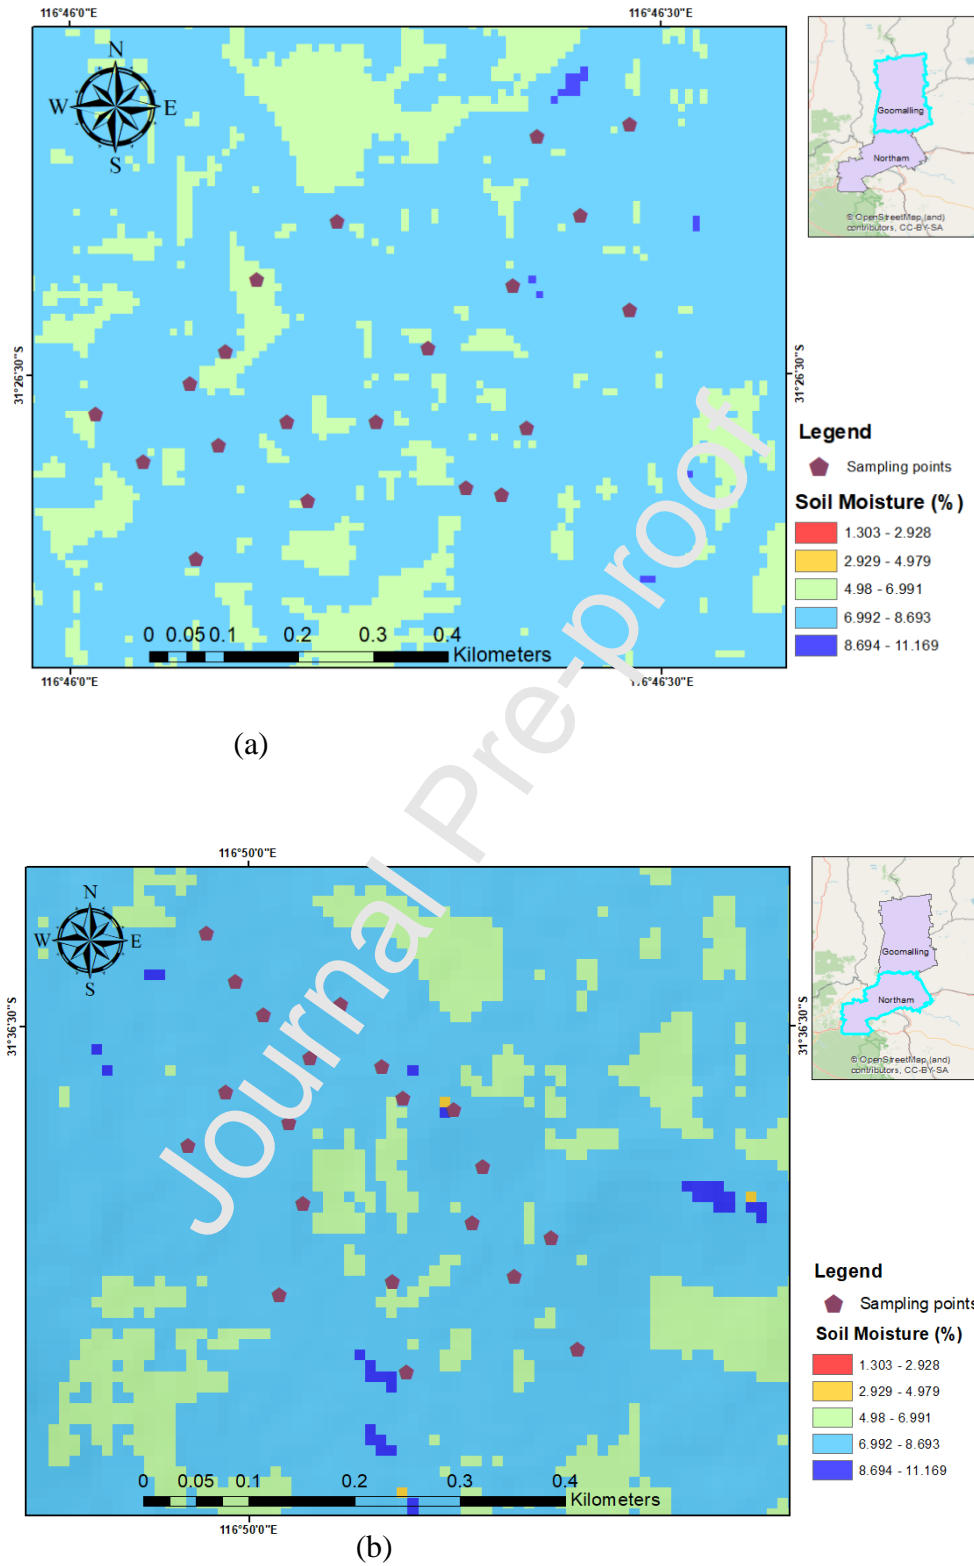 116°46'0"E 116°46'30"E
N
W E
S
Goomalling
Northam
© OpenStreetMap (and)
contributors, CC-BY-SA
31°26'30"S 31°26'30"S
Legend
Sampling points
Soil Moisture (%)
1.303 - 2.928
2.929 - 4.979
4.98 - 6.991
6.992 - 8.693
8.694 - 11.169
0 0.05 0.1 0.2 0.3 0.4
Kilometers
116°46'0"E 116°46'30"E
(a)
Journal Pre-proof
116°50'0"E
N
W E
S
Goomalling
Northam
© OpenStreetMap (and)
contributors, CC-BY-SA
31°36'30"S 31°36'30"S
Legend
Sampling points
Soil Moisture (%)
1.303 - 2.928
2.929 - 4.979
4.98 - 6.991
6.992 - 8.693
8.694 - 11.169
0 0.05 0.1 0.2 0.3 0.4
Kilometers
116°50'0"E
(b)